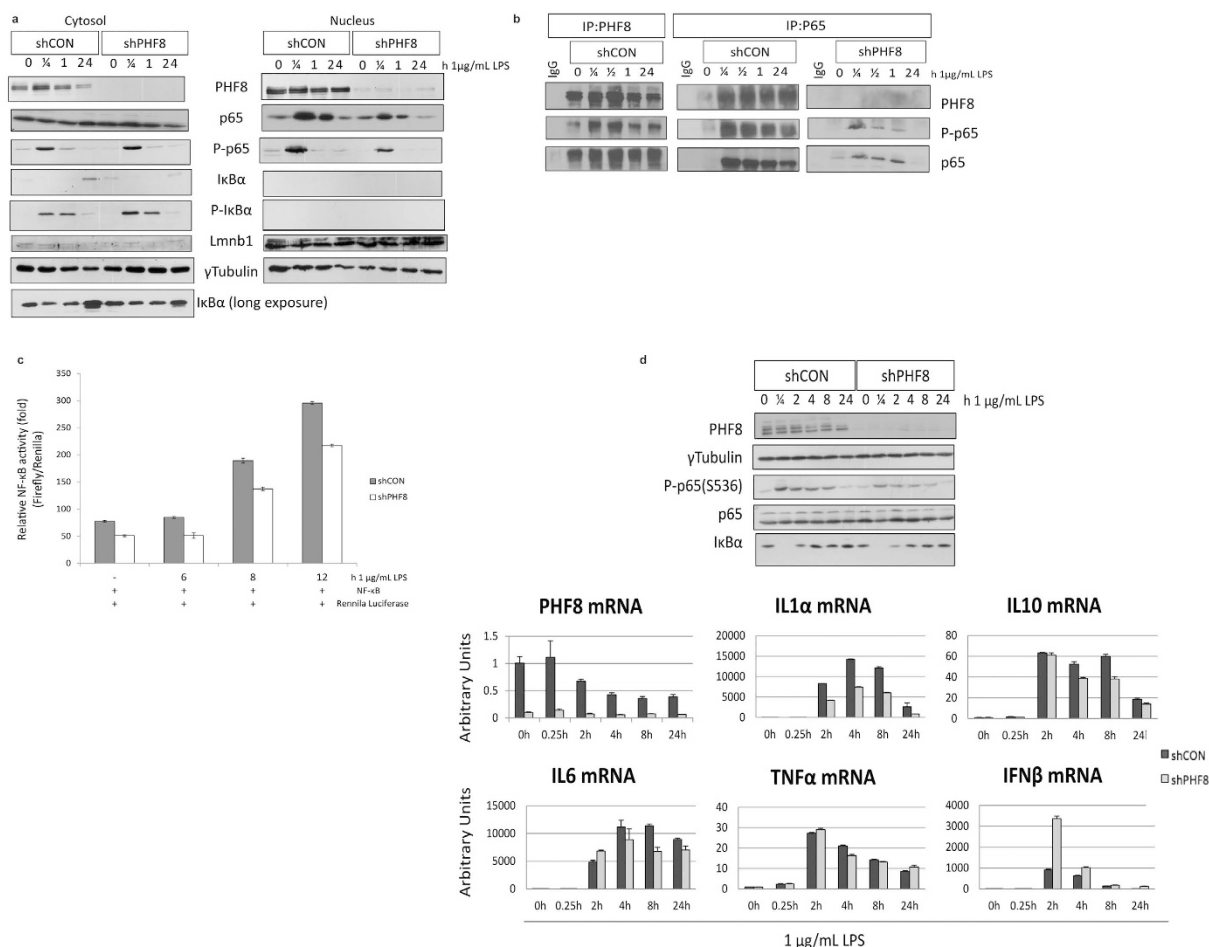 a
Cytosol Nucleus
shCON shPHF8 shCON shPHF8
0 ¼ 1 24 0 ¼ 1 24 0 ¼ 1 24 0 ¼ 1 24 h 1µg/mL LPS
PHF8
p65
P-p65
IκBα
P-IκBα
Lmnb1
γTubulin
IκBα (long exposure)
b
IP:PHF8 IP:P65
shCON shCON shPHF8
IgG 0 ¼ ½ 1 24 IgG 0 ¼ ½ 1 24 IgG 0 ¼ ½ 1 24 h 1µg/mL LPS
PHF8
P-p65
p65
c
Relative NF-κB activity (fold)
(Firefly/Renilla)
350
300
250
200
150
100
50
0
shCON
shPHF8
- 6 8 12 h 1 µg/mL LPS
+ + + + NF-κB
+ + + + Rennila Luciferase
d
shCON shPHF8
0 ¼ 2 4 8 24 0 ¼ 2 4 8 24 h 1 µg/mL LPS
PHF8
γTubulin
P-p65(S536)
p65
IκBα
PHF8 mRNA
Arbitrary Units
1.5
1
0.5
0
0h 0.25h 2h 4h 8h 24h
IL1α mRNA
20000
15000
10000
5000
0
0h 0.25h 2h 4h 8h 24h
IL10 mRNA
80
60
40
20
0
0h 0.25h 2h 4h 8h 24h
shCON
shPHF8
IL6 mRNA
Arbitrary Units
15000
10000
5000
0
0h 0.25h 2h 4h 8h 24h
TNFα mRNA
40
30
20
10
0
0h 0.25h 2h 4h 8h 24h
IFNβ mRNA
4000
3000
2000
1000
0
0h 0.25h 2h 4h 8h 24h
1 µg/mL LPS